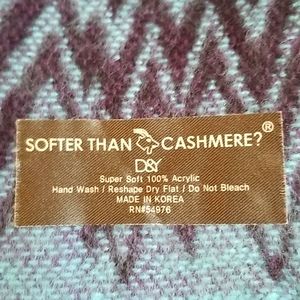 SOFTER THAN CASHMERE?®
D&Y
Super Soft 100% Acrylic
Hand Wash / Reshape Dry Flat / Do Not Bleach
MADE IN KOREA
RN#54976